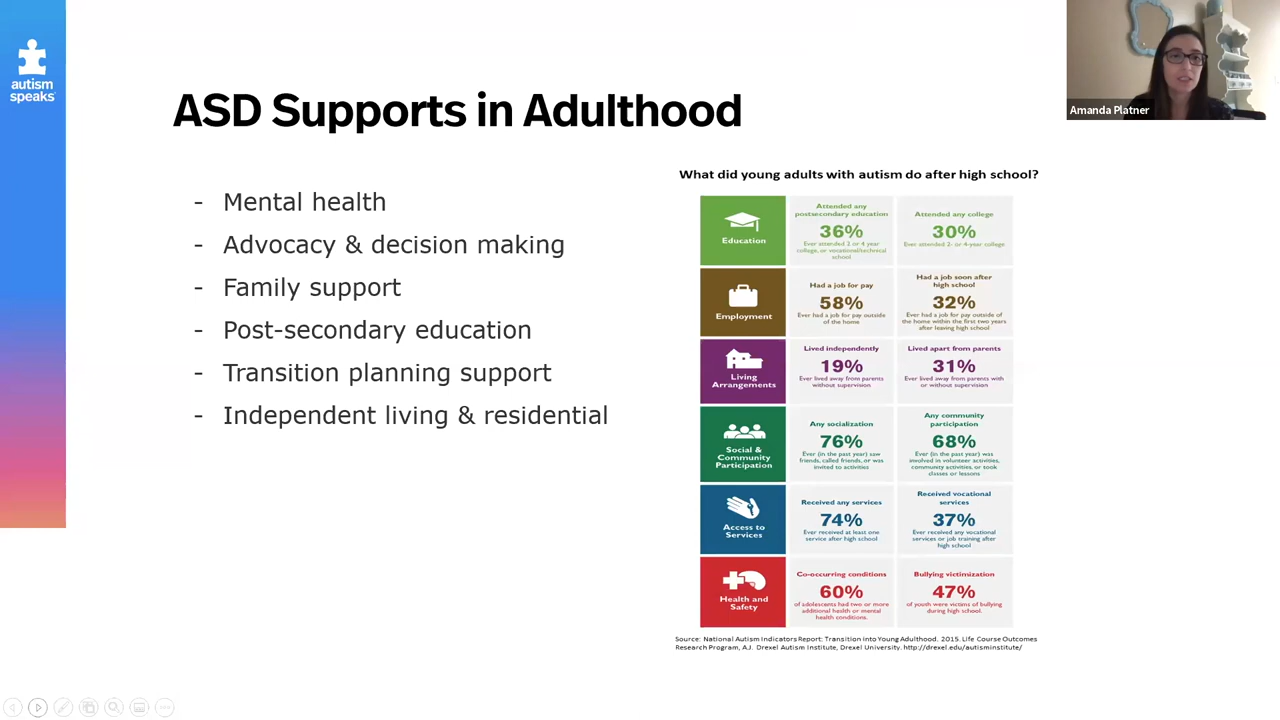 autism
speaks
ASD Supports in Adulthood
Amanda Platner
- Mental health
- Advocacy & decision making
- Family support
- Post-secondary education
- Transition planning support
- Independent living & residential
What did young adults with autism do after high school?
Education
Attended any
postsecondary education
36%
Ever attended 2 or 4 year
college, or vocational/technical
school
Attended any college
30%
Ever attended 2- or 4-year college.
Employment
Had a job for pay
58%
Ever had a job for pay outside
of the home
Had a job soon after
high school
32%
Ever had a job for pay outside of
the home within the first two years
after leaving high school
Living
Arrangements
Lived independently
19%
Ever lived away from parents
without supervision
Lived apart from parents
31%
Ever lived away from parents with
or without supervision
Social &
Community
Participation
Any socialization
76%
Ever (in the past year) saw
friends, called friends, or was
invited to activities
Any community
participation
68%
Ever (in the past year) was
involved in volunteer activities,
community activities, or took
classes or lessons
Access to
Services
Received any services
74%
Ever received at least one
service after high school
Received vocational
services
37%
Ever received any vocational
services or job training after
high school
Health and
Safety
Co-occurring conditions
60%
of adolescents had two or more
additional health or mental
health conditions.
Bullying victimization
47%
of youth were victims of bullying
during high school.
Source: National Autism Indicators Report: Transition into Young Adulthood. 2015. Life Course Outcomes
Research Program, A.J. Drexel Autism Institute, Drexel University. http://drexel.edu/autisminstitute/